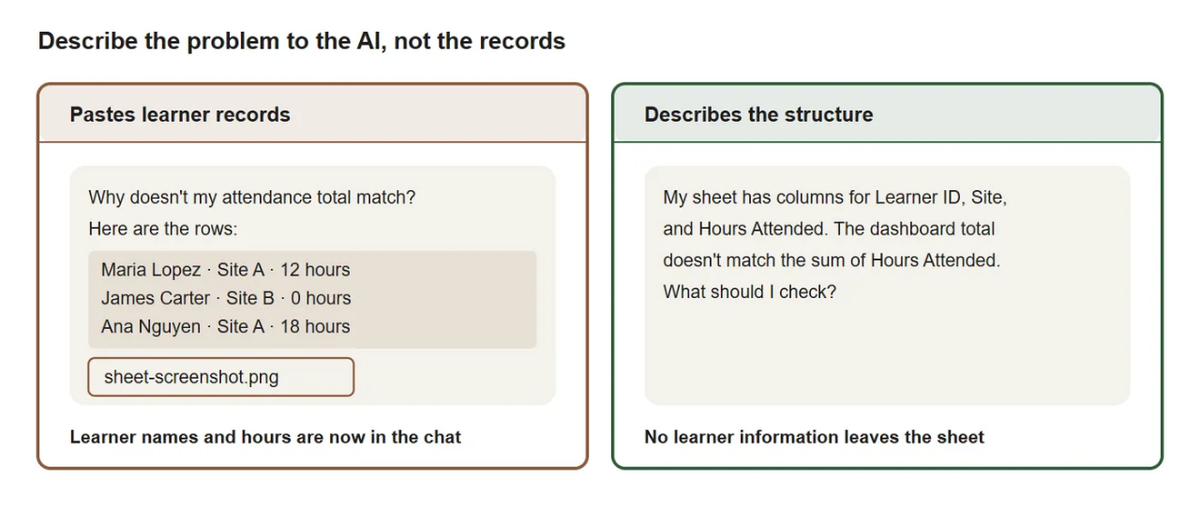 Describe the problem to the AI, not the records
Pastes learner records
Why doesn't my attendance total match?
Here are the rows:
Maria Lopez · Site A · 12 hours
James Carter · Site B · 0 hours
Ana Nguyen · Site A · 18 hours
sheet-screenshot.png
Learner names and hours are now in the chat
Describes the structure
My sheet has columns for Learner ID, Site,
and Hours Attended. The dashboard total
doesn't match the sum of Hours Attended.
What should I check?
No learner information leaves the sheet